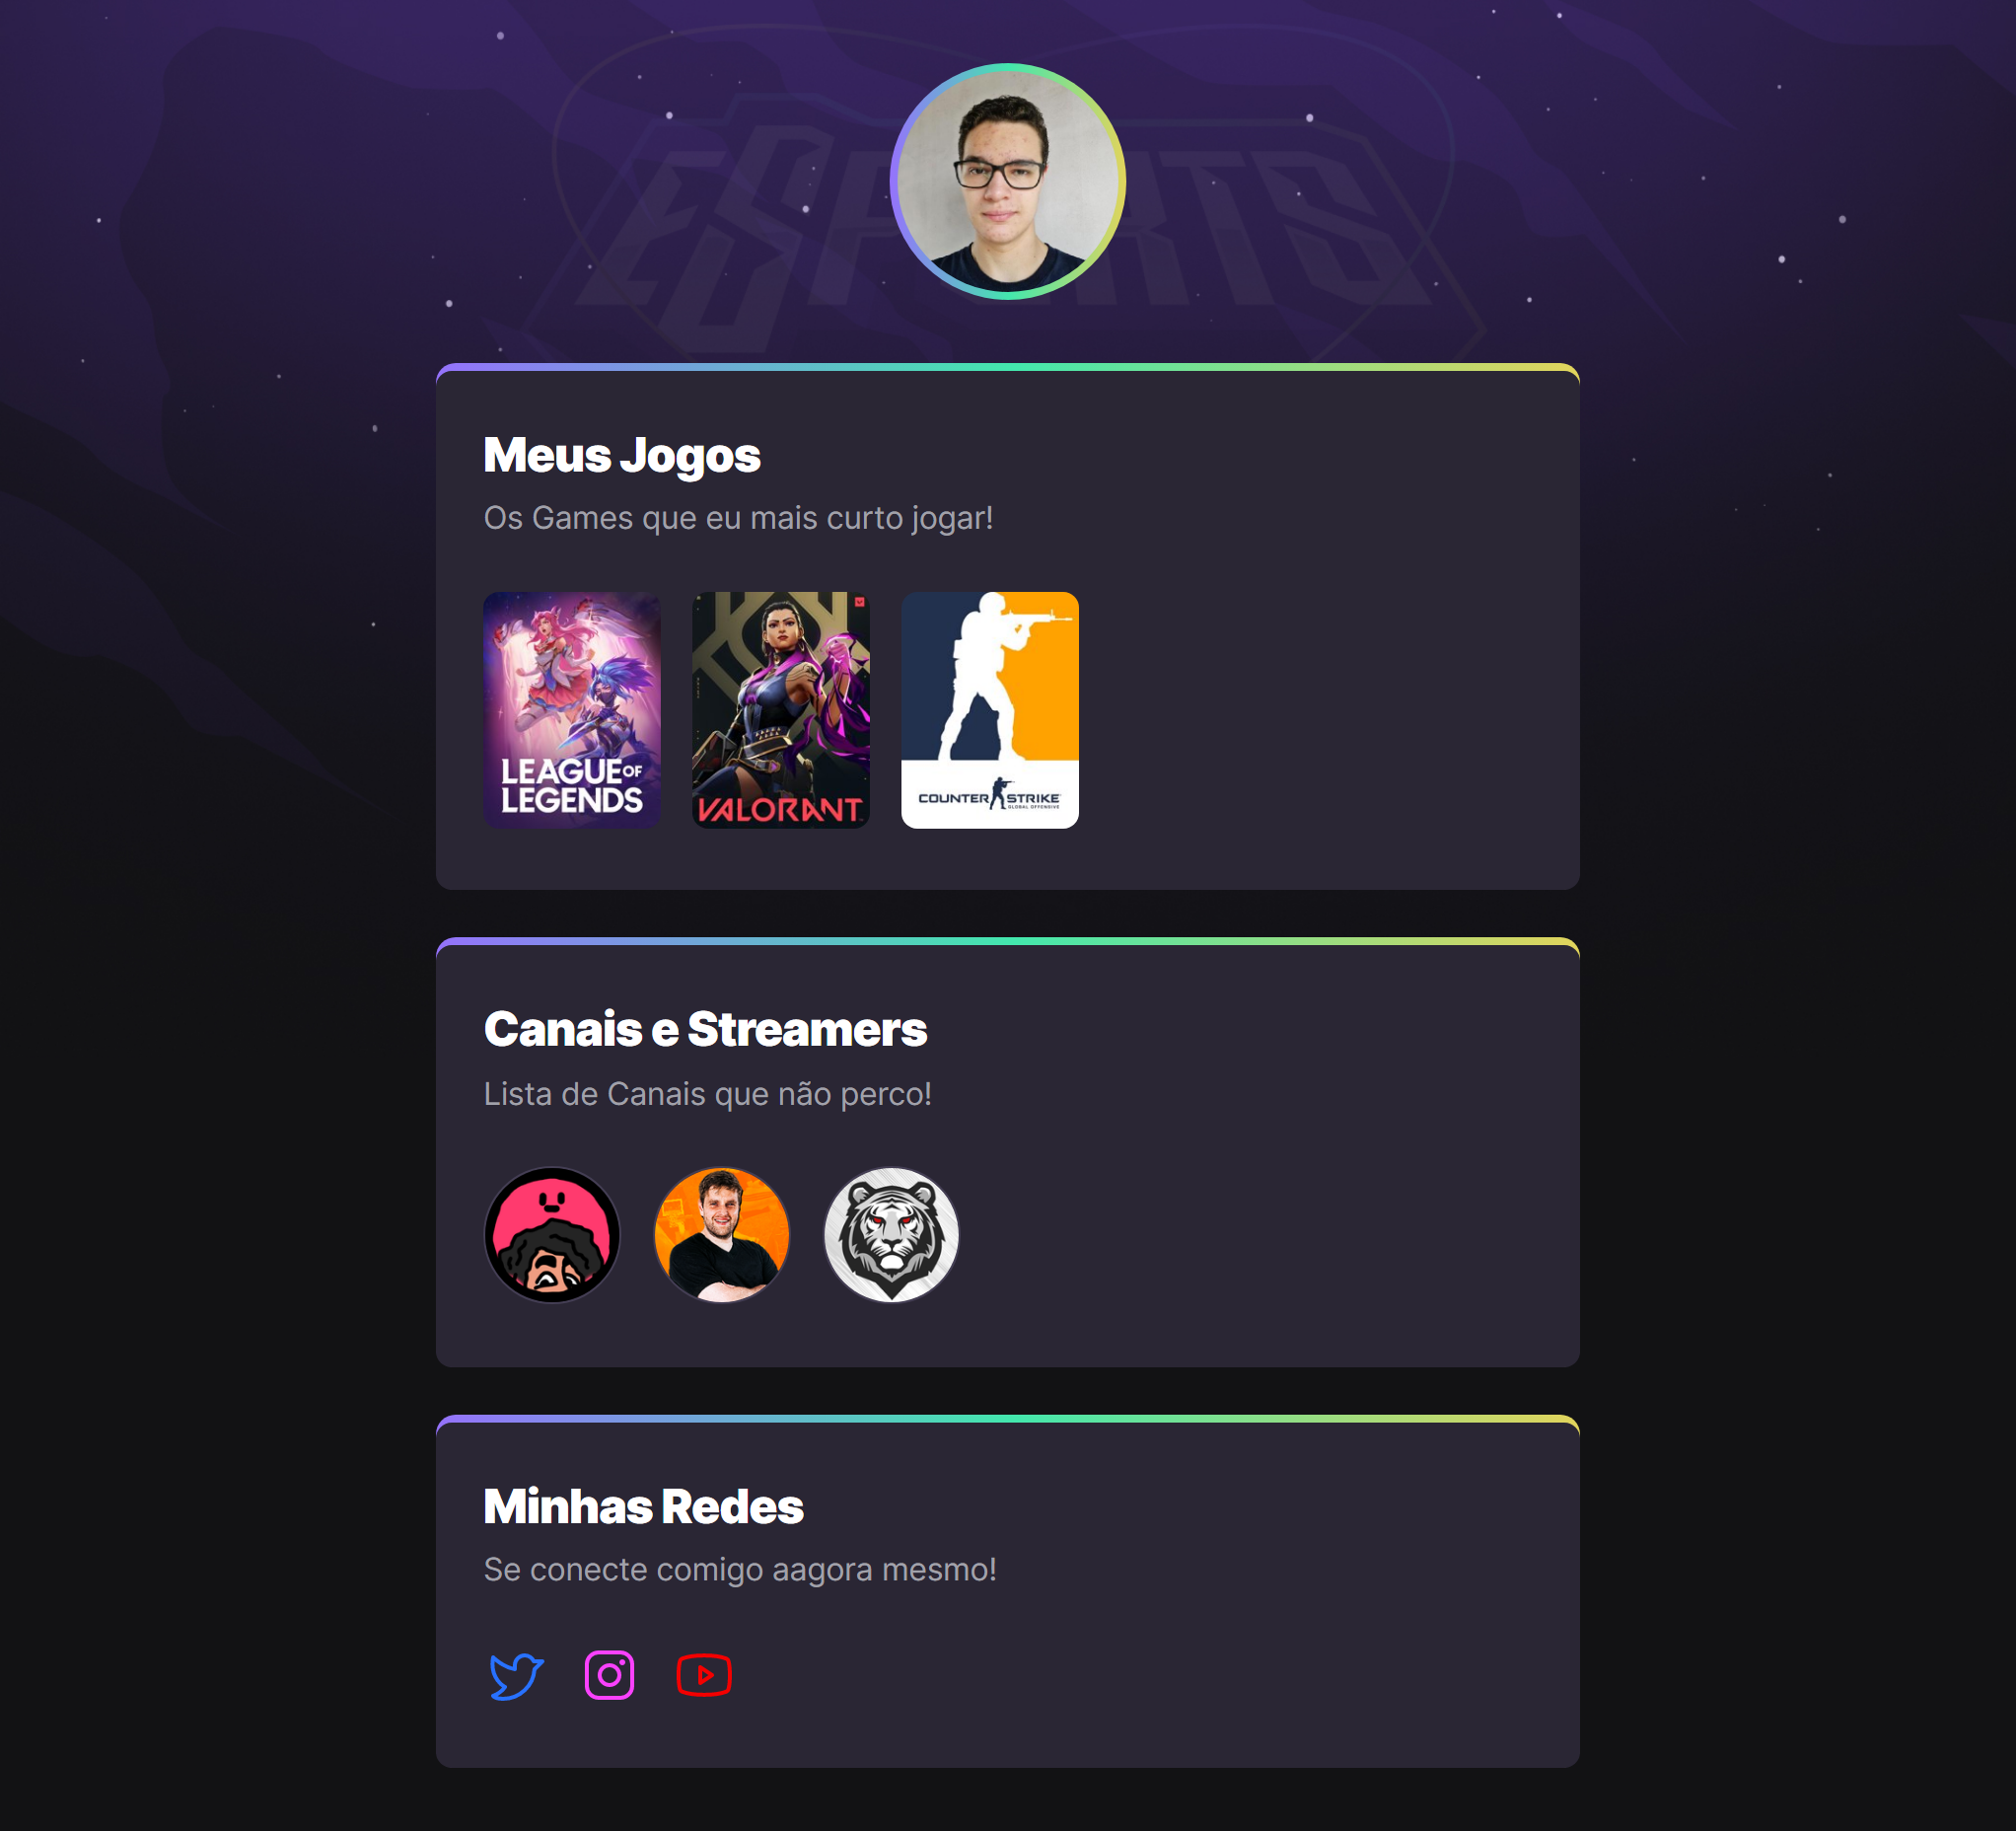 ESPORTS
Meus Jogos
Os Games que eu mais curto jogar!
LEAGUE OF
LEGENDS
VALORANT
COUNTER STRIKE
GLOBAL OFFENSIVE
Canais e Streamers
Lista de Canais que não perco!
Minhas Redes
Se conecte comigo aagora mesmo!